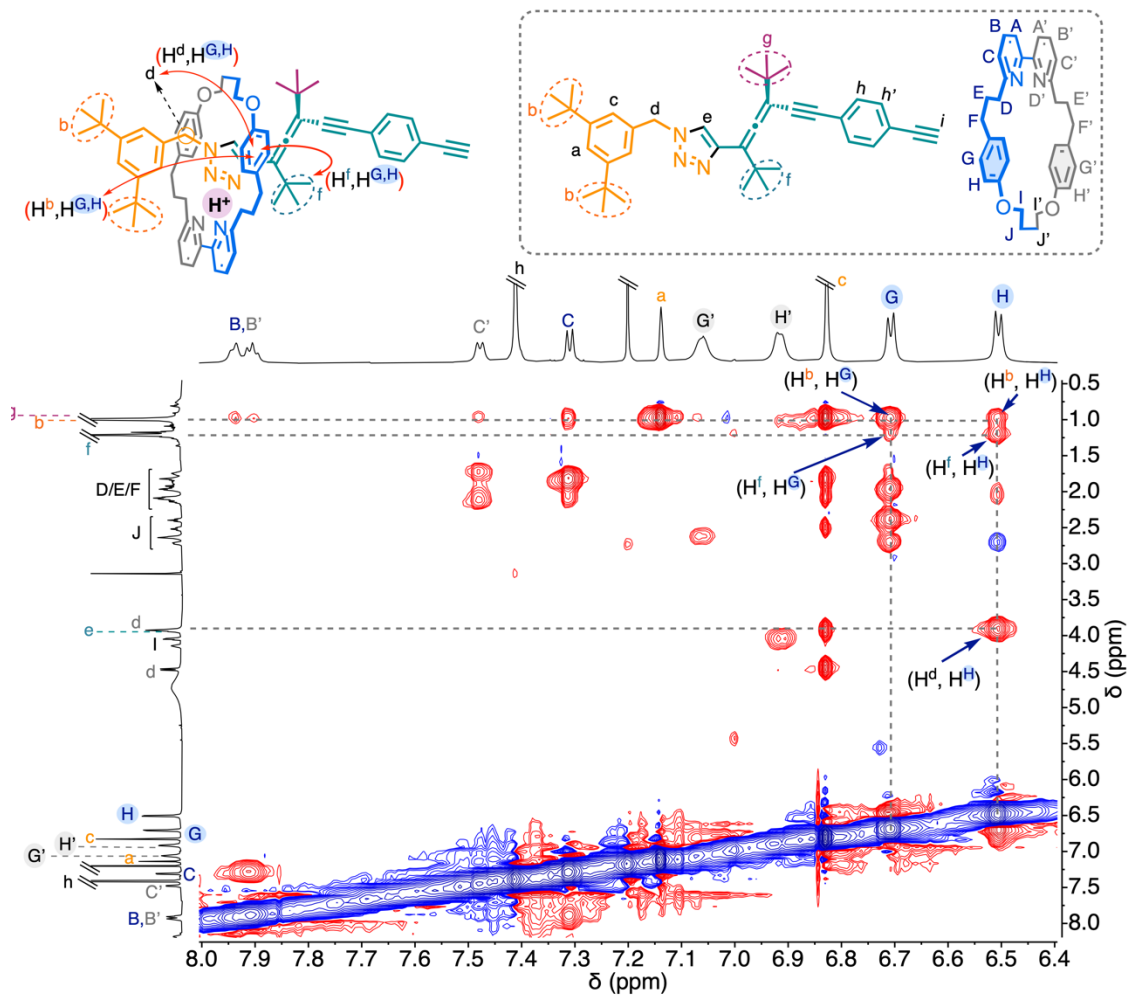 (Hᵈ,Hᴳ,ᴴ)
d
b
O
O
N
N
N
H⁺
f
(Hᶠ,Hᴳ,ᴴ)
(Hᵇ,Hᴳ,ᴴ)
b
N
N
g
b
c
d
e
h
h'
i
a
N
N
N
b
f
B
A
A'
B'
C
C'
N
N
E
D
D'
E'
F
F'
G
G'
H
H'
O
I
I'
O
J
J'
B,B'
C'
h
C
a
G'
H'
c
G
H
(Hᵇ, Hᴳ)
(Hᵇ, Hᴴ)
(Hᶠ, Hᴳ)
(Hᶠ, Hᴴ)
(Hᵈ, Hᴴ)
g
b
f
D/E/F
J
d
e
I
d
H
c
G
H'
G'
a
C
h
C'
B,B'
0.5
1.0
1.5
2.0
2.5
3.0
3.5
4.0
4.5
5.0
5.5
6.0
6.5
7.0
7.5
8.0
δ (ppm)
8.0 7.9 7.8 7.7 7.6 7.5 7.4 7.3 7.2 7.1 7.0 6.9 6.8 6.7 6.6 6.5 6.4
δ (ppm)